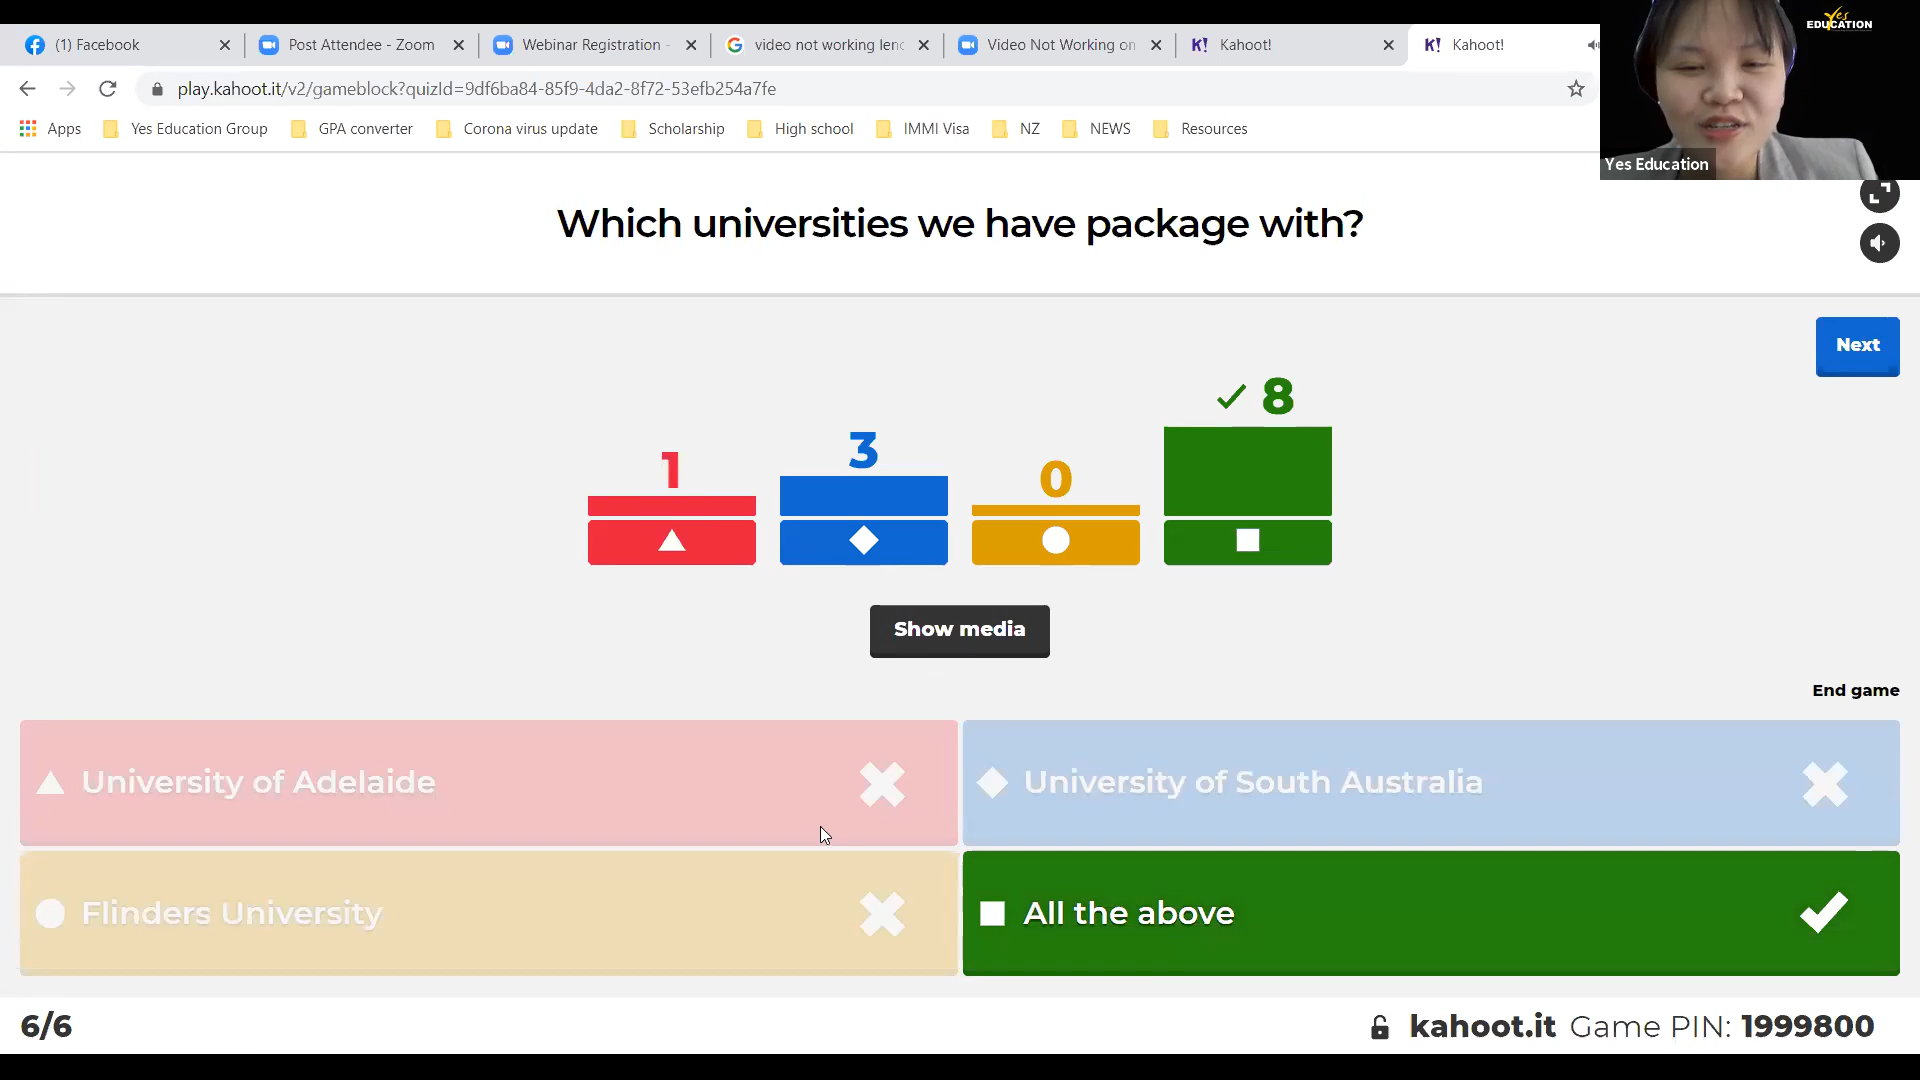 (1) Facebook
Post Attendee - Zoom
Webinar Registration -
video not working leno
Video Not Working on
K! Kahoot!
K! Kahoot!
Yes
EDUCATION
play.kahoot.it/v2/gameblock?quizId=9df6ba84-85f9-4da2-8f72-53efb254a7fe
Apps
Yes Education Group
GPA converter
Corona virus update
Scholarship
High school
IMMI Visa
NZ
NEWS
Resources
Yes Education
Which universities we have package with?
Next
1
3
0
8
Show media
End game
University of Adelaide
University of South Australia
Flinders University
All the above
6/6
kahoot.it Game PIN: 1999800